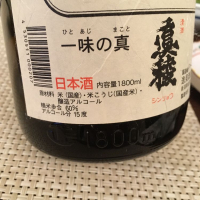 ひと あじ まこと
一味の真
日本酒 内容量1800ml
原材料 米(国産)・米こうじ(国産米)・
醸造アルコール
精米歩合 60%
アルコール分 15度
1800ml